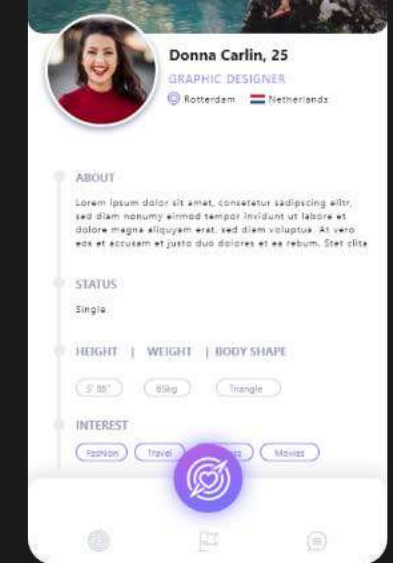 Donna Carlin, 25
GRAPHIC DESIGNER
Rotterdam Netherlands
ABOUT
Lorem ipsum dolor sit amet, consetetur sadipscing elitr,
sed diam nonumy eirmod tempor invidunt ut labore et
dolore magna aliquyam erat, sed diam voluptua. At vero
eos et accusam et justo duo dolores et ea rebum. Stet clita
STATUS
Single
HEIGHT | WEIGHT | BODY SHAPE
5' 88" 85kg Triangle
INTEREST
Fashion Travel Movies